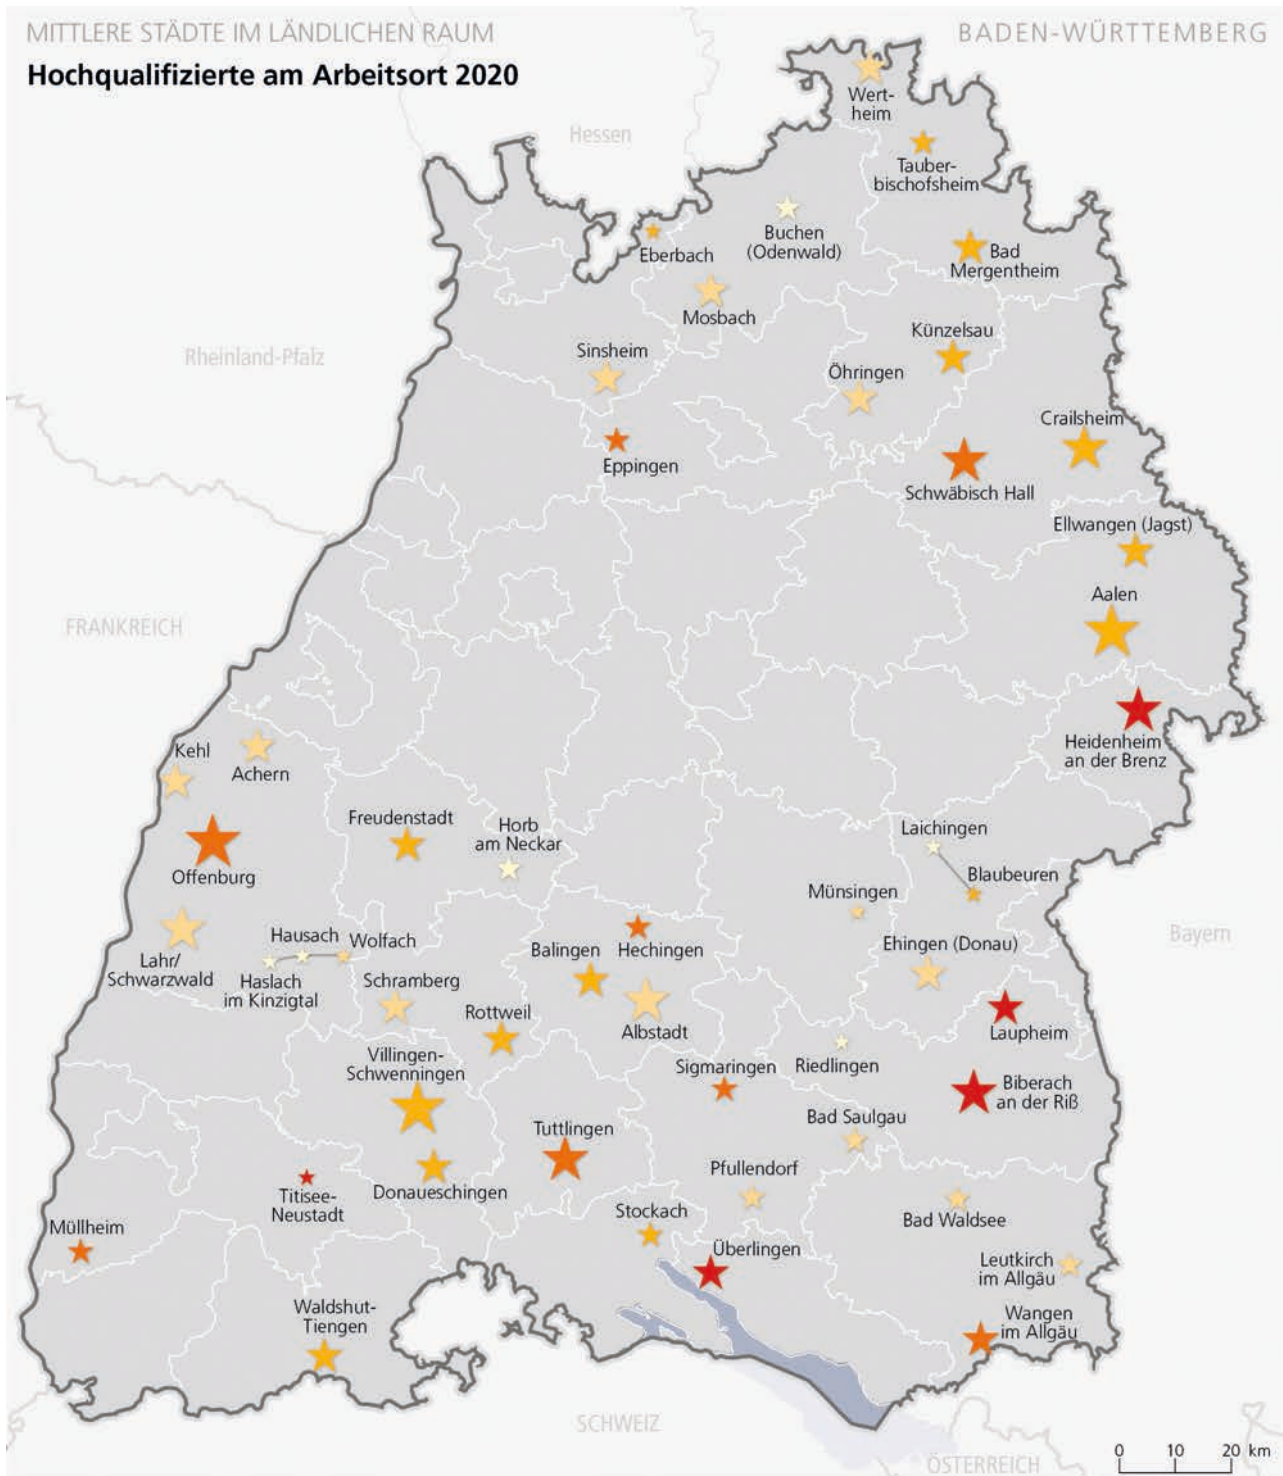 MITTLERE STÄDTE IM LÄNDLICHEN RAUM
BADEN-WÜRTTEMBERG
Hochqualifizierte am Arbeitsort 2020
Wert-
heim
Hessen
Tauber-
bischofsheim
Buchen
(Odenwald)
Eberbach
Bad
Mergentheim
Mosbach
Künzelsau
Sinsheim
Rheinland-Pfalz
Öhringen
Crailsheim
Eppingen
Schwäbisch Hall
Ellwangen (Jagst)
Aalen
FRANKREICH
Heidenheim
an der Brenz
Kehl
Achern
Freudenstadt
Horb
am Neckar
Laichingen
Offenburg
Blaubeuren
Münsingen
Bayern
Hausach
Wolfach
Balingen
Hechingen
Ehingen (Donau)
Lahr/
Schwarzwald
Haslach
im Kinzigtal
Schramberg
Rottweil
Albstadt
Laupheim
Villingen-
Schwenningen
Sigmaringen
Riedlingen
Biberach
an der Riß
Bad Saulgau
Tuttlingen
Pfullendorf
Donaueschingen
Titisee-
Neustadt
Stockach
Bad Waldsee
Müllheim
Überlingen
Leutkirch
im Allgäu
Waldshut-
Tiengen
Wangen
im Allgäu
SCHWEIZ
ÖSTERREICH
0 10 20 km